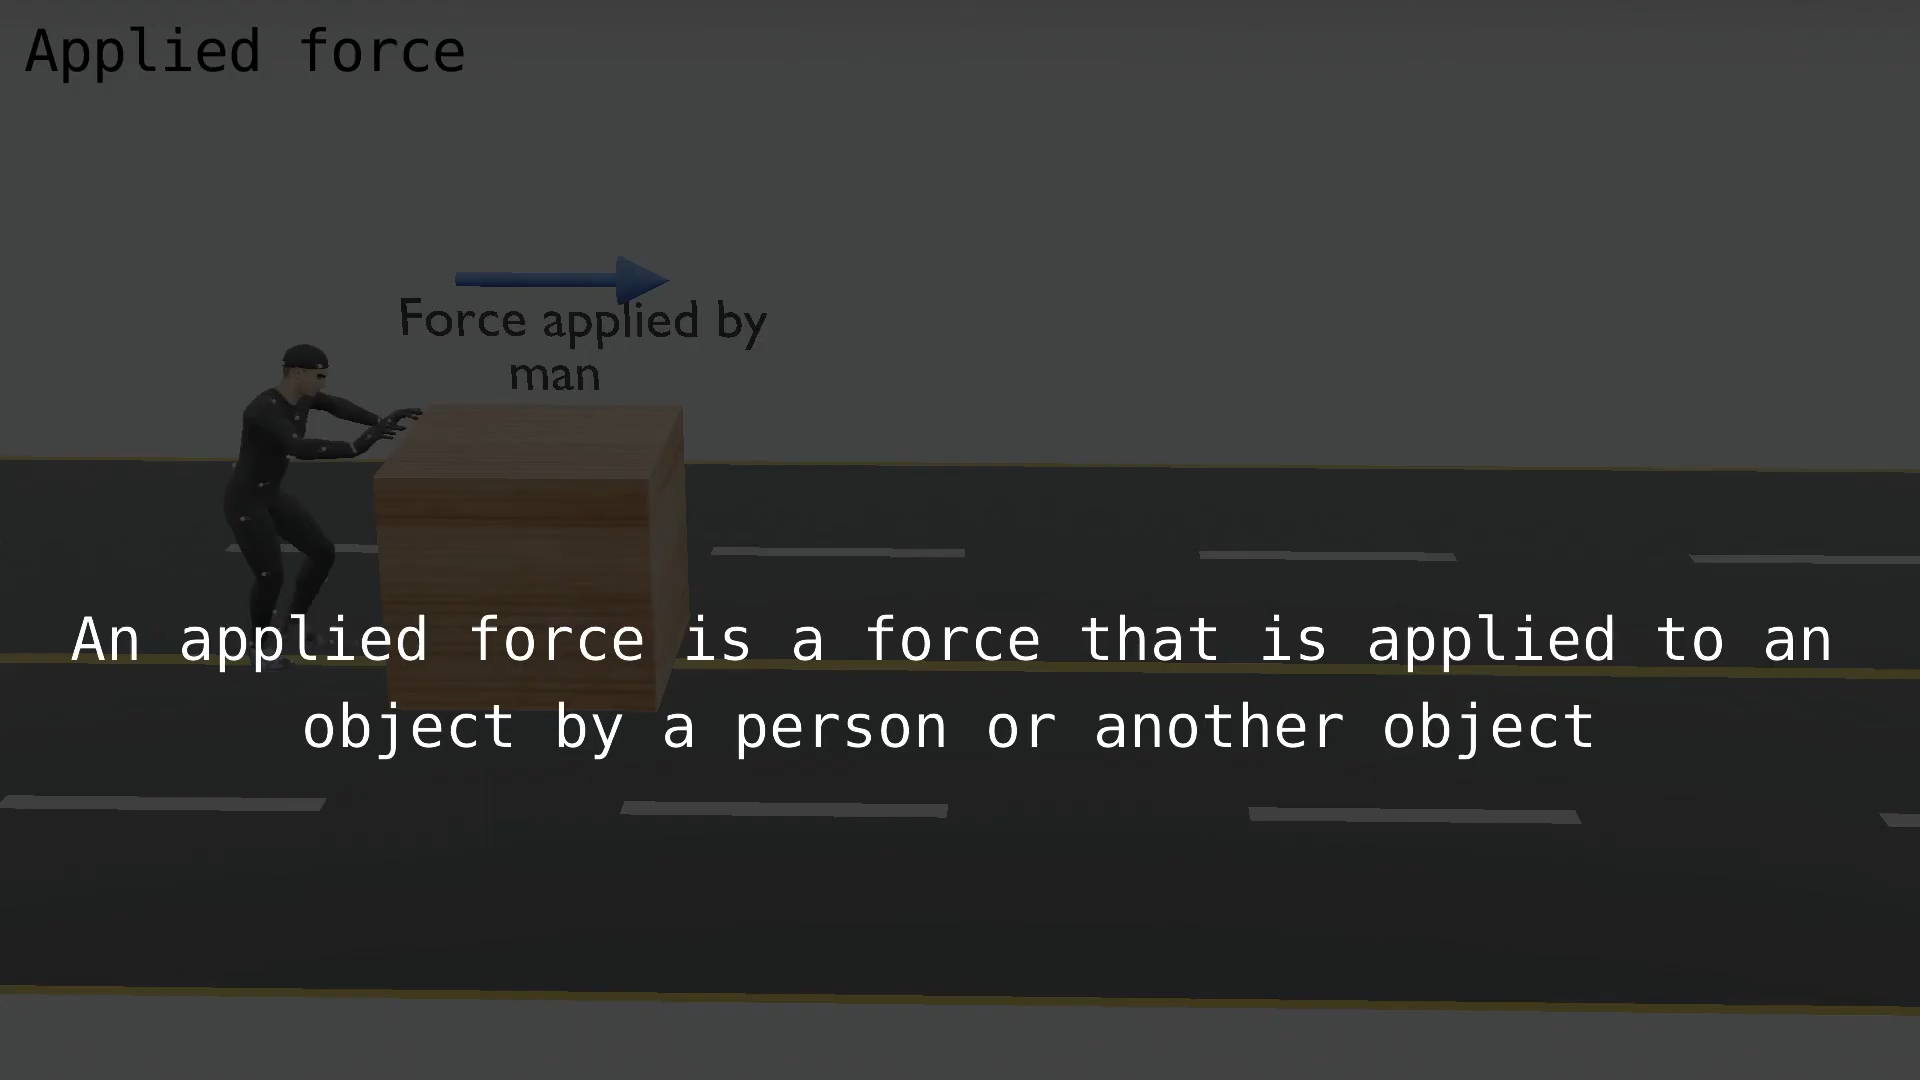 Applied force
Force applied by
man
An applied force is a force that is applied to an
object by a person or another object